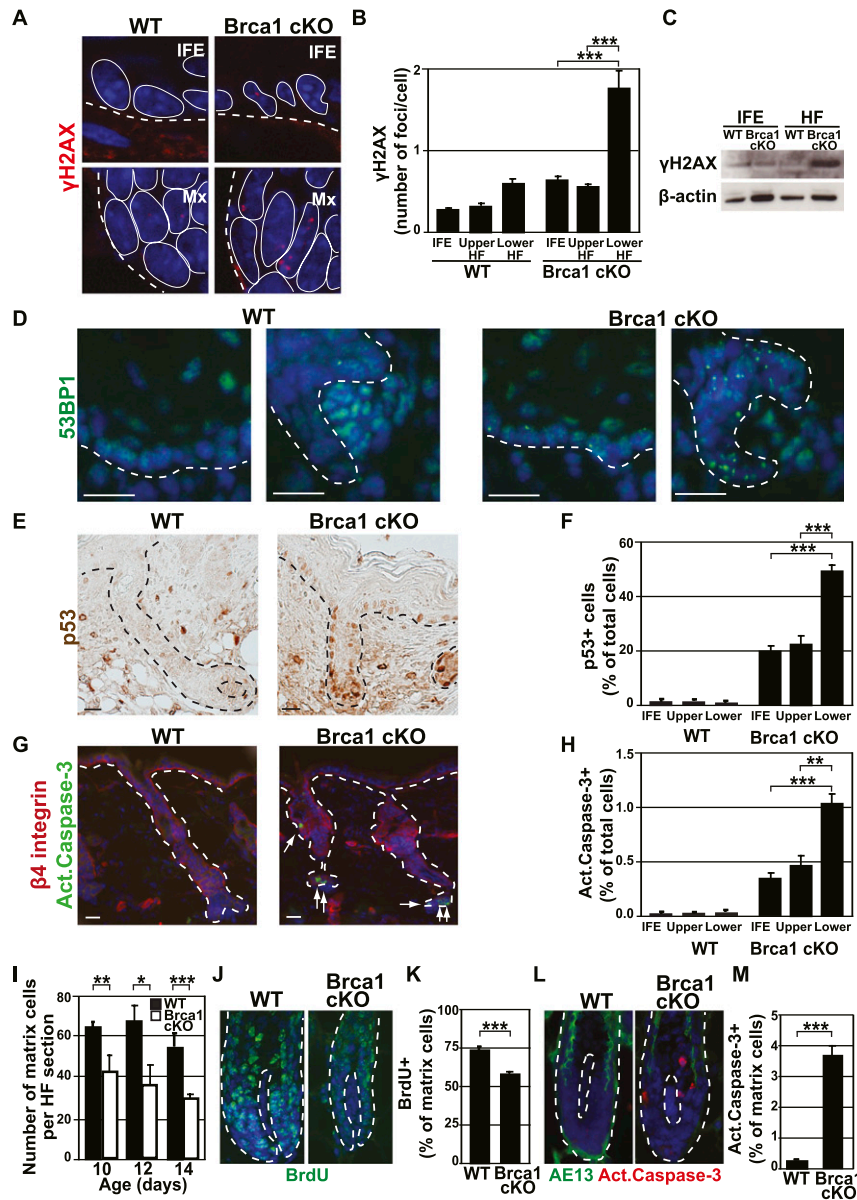 A
WT
Brca1 cKO
IFE
IFE
γH2AX
Mx
Mx
B
γH2AX
(number of foci/cell)
2
1
0
***
***
IFE Upper Lower IFE Upper Lower
HF HF HF HF
WT Brca1 cKO
C
IFE HF
WT Brca1 WT Brca1
cKO cKO
γH2AX
β-actin
D
WT
Brca1 cKO
53BP1
E
WT
Brca1 cKO
p53
F
p53+ cells
(% of total cells)
60
40
20
0
***
***
IFE Upper Lower IFE Upper Lower
WT Brca1 cKO
G
WT
Brca1 cKO
β4 integrin
Act.Caspase-3
H
Act.Caspase-3+
(% of total cells)
1.5
1.0
0.5
0.0
**
***
IFE Upper Lower IFE Upper Lower
WT Brca1 cKO
I
Number of matrix cells
per HF section
80
60
40
20
0
** * ***
WT
Brca1
cKO
10 12 14
Age (days)
J
WT
Brca1
cKO
BrdU
K
BrdU+
(% of matrix cells)
100
75
50
25
0
***
WT Brca1
cKO
L
WT
Brca1
cKO
AE13 Act.Caspase-3
M
Act.Caspase-3+
(% of matrix cells)
5
4
3
2
1
0
***
WT Brca1
cKO